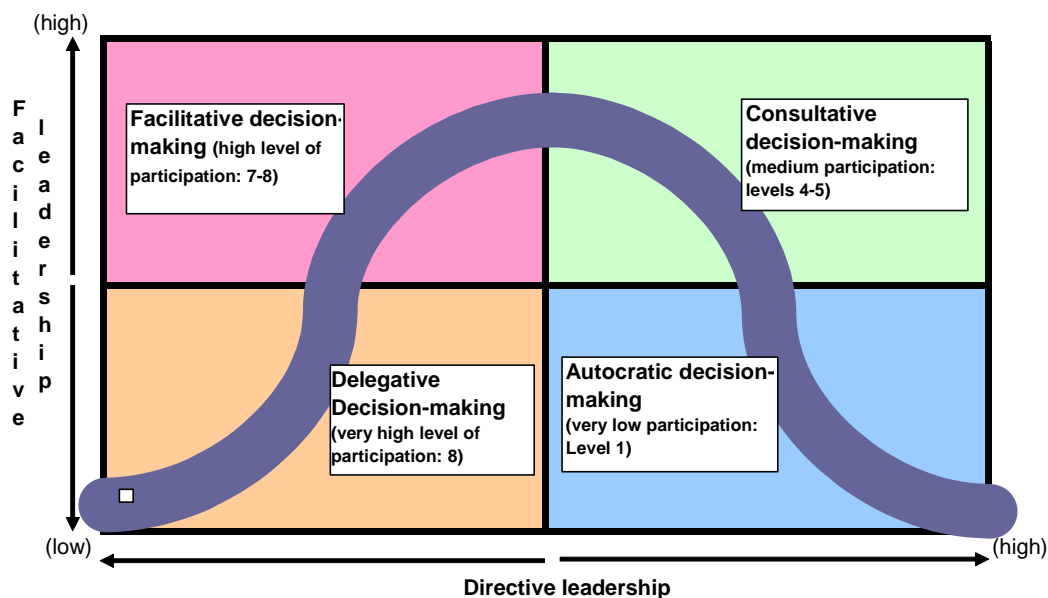 (high)
Facilitative
leadership
Facilitative decision-
making (high level of
participation: 7-8)
Consultative
decision-making
(medium participation:
levels 4-5)
Delegative
Decision-making
(very high level of
participation: 8)
Autocratic decision-
making
(very low participation:
Level 1)
(low)
(high)
Directive leadership